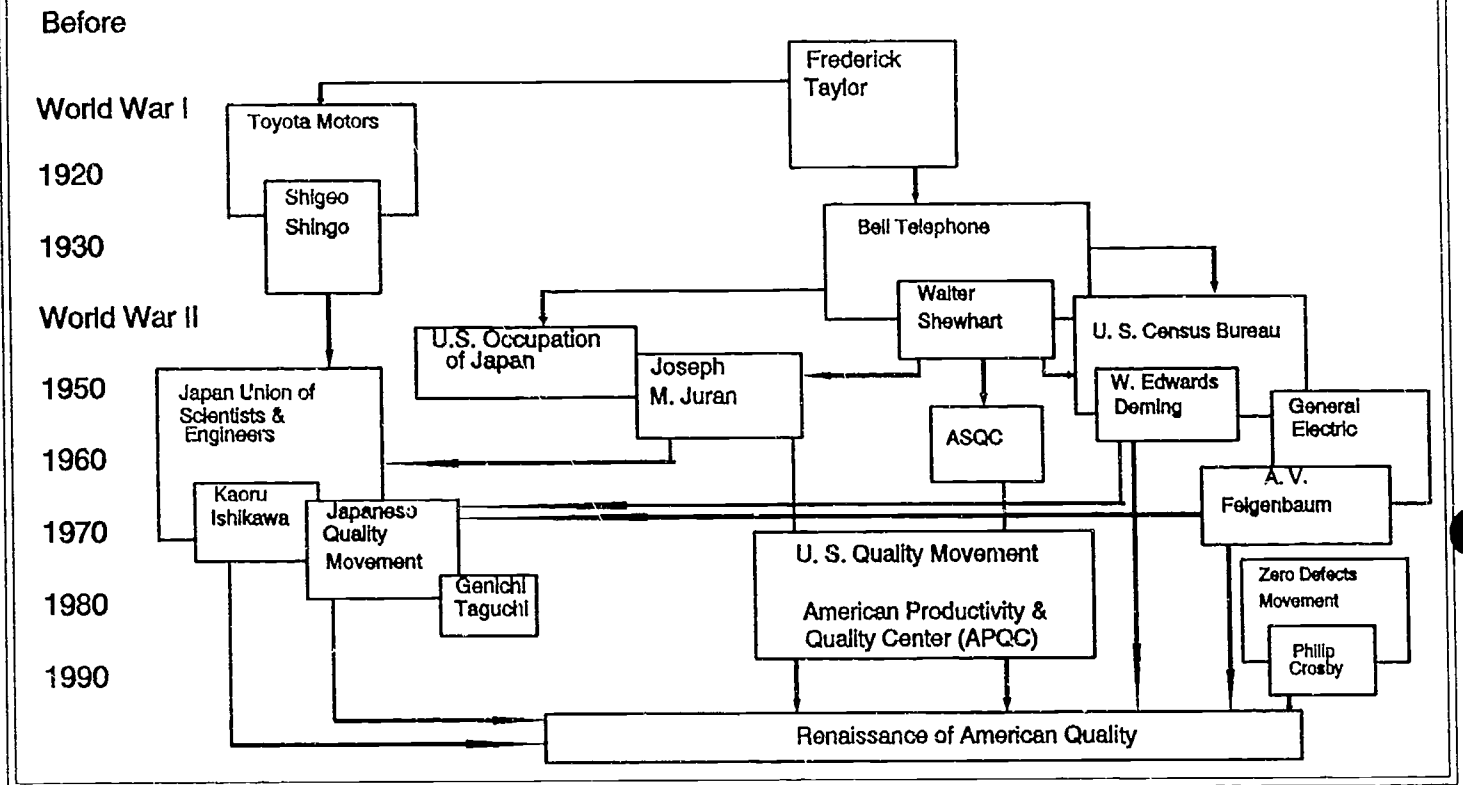 Before
Frederick
Taylor
World War I
Toyota Motors
1920
Shigeo
Shingo
1930
Bell Telephone
Walter
Shewhart
World War II
U.S. Occupation
of Japan
U. S. Census Bureau
Joseph
M. Juran
1950
Japan Union of
Scientists &
Engineers
W. Edwards
Deming
General
Electric
ASQC
1960
A. V.
Feigenbaum
Kaoru
Ishikawa
Japanese
Quality
Movement
1970
U. S. Quality Movement
American Productivity &
Quality Center (APQC)
Zero Defects
Movement
Genichi
Taguchi
1980
Philip
Crosby
1990
Renaissance of American Quality